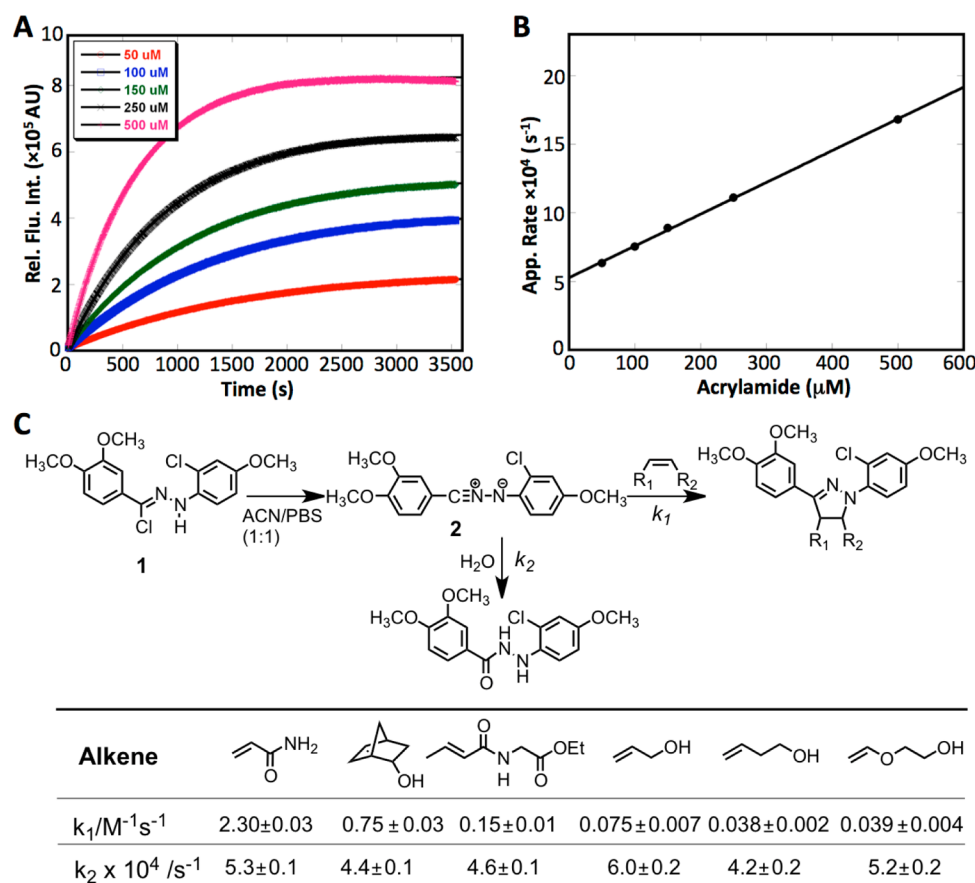 A
10
8
6
4
2
0
Rel. Flu. Int. (×10⁵ AU)
50 uM
100 uM
150 uM
250 uM
500 uM
0 500 1000 1500 2000 2500 3000 3500
Time (s)
B
20
15
10
5
0
App. Rate ×10⁴ (s⁻¹)
0 100 200 300 400 500 600
Acrylamide (μM)
C
OCH₃
OCH₃
Cl
OCH₃
N
N
H
Cl
1
ACN/PBS
(1:1)
OCH₃
OCH₃
C≡N–N
⊕ ⊖
Cl
OCH₃
2
R₁ R₂
k₁
OCH₃
OCH₃
Cl
OCH₃
N
N
R₁ R₂
H₂O k₂
OCH₃
OCH₃
Cl
OCH₃
H
N
N
H
O
Alkene NH₂ O OH O N H O OEt OH OH O OH
k₁/M⁻¹s⁻¹ 2.30±0.03 0.75±0.03 0.15±0.01 0.075±0.007 0.038±0.002 0.039±0.004
k₂ x 10⁴ /s⁻¹ 5.3±0.1 4.4±0.1 4.6±0.1 6.0±0.2 4.2±0.2 5.2±0.2